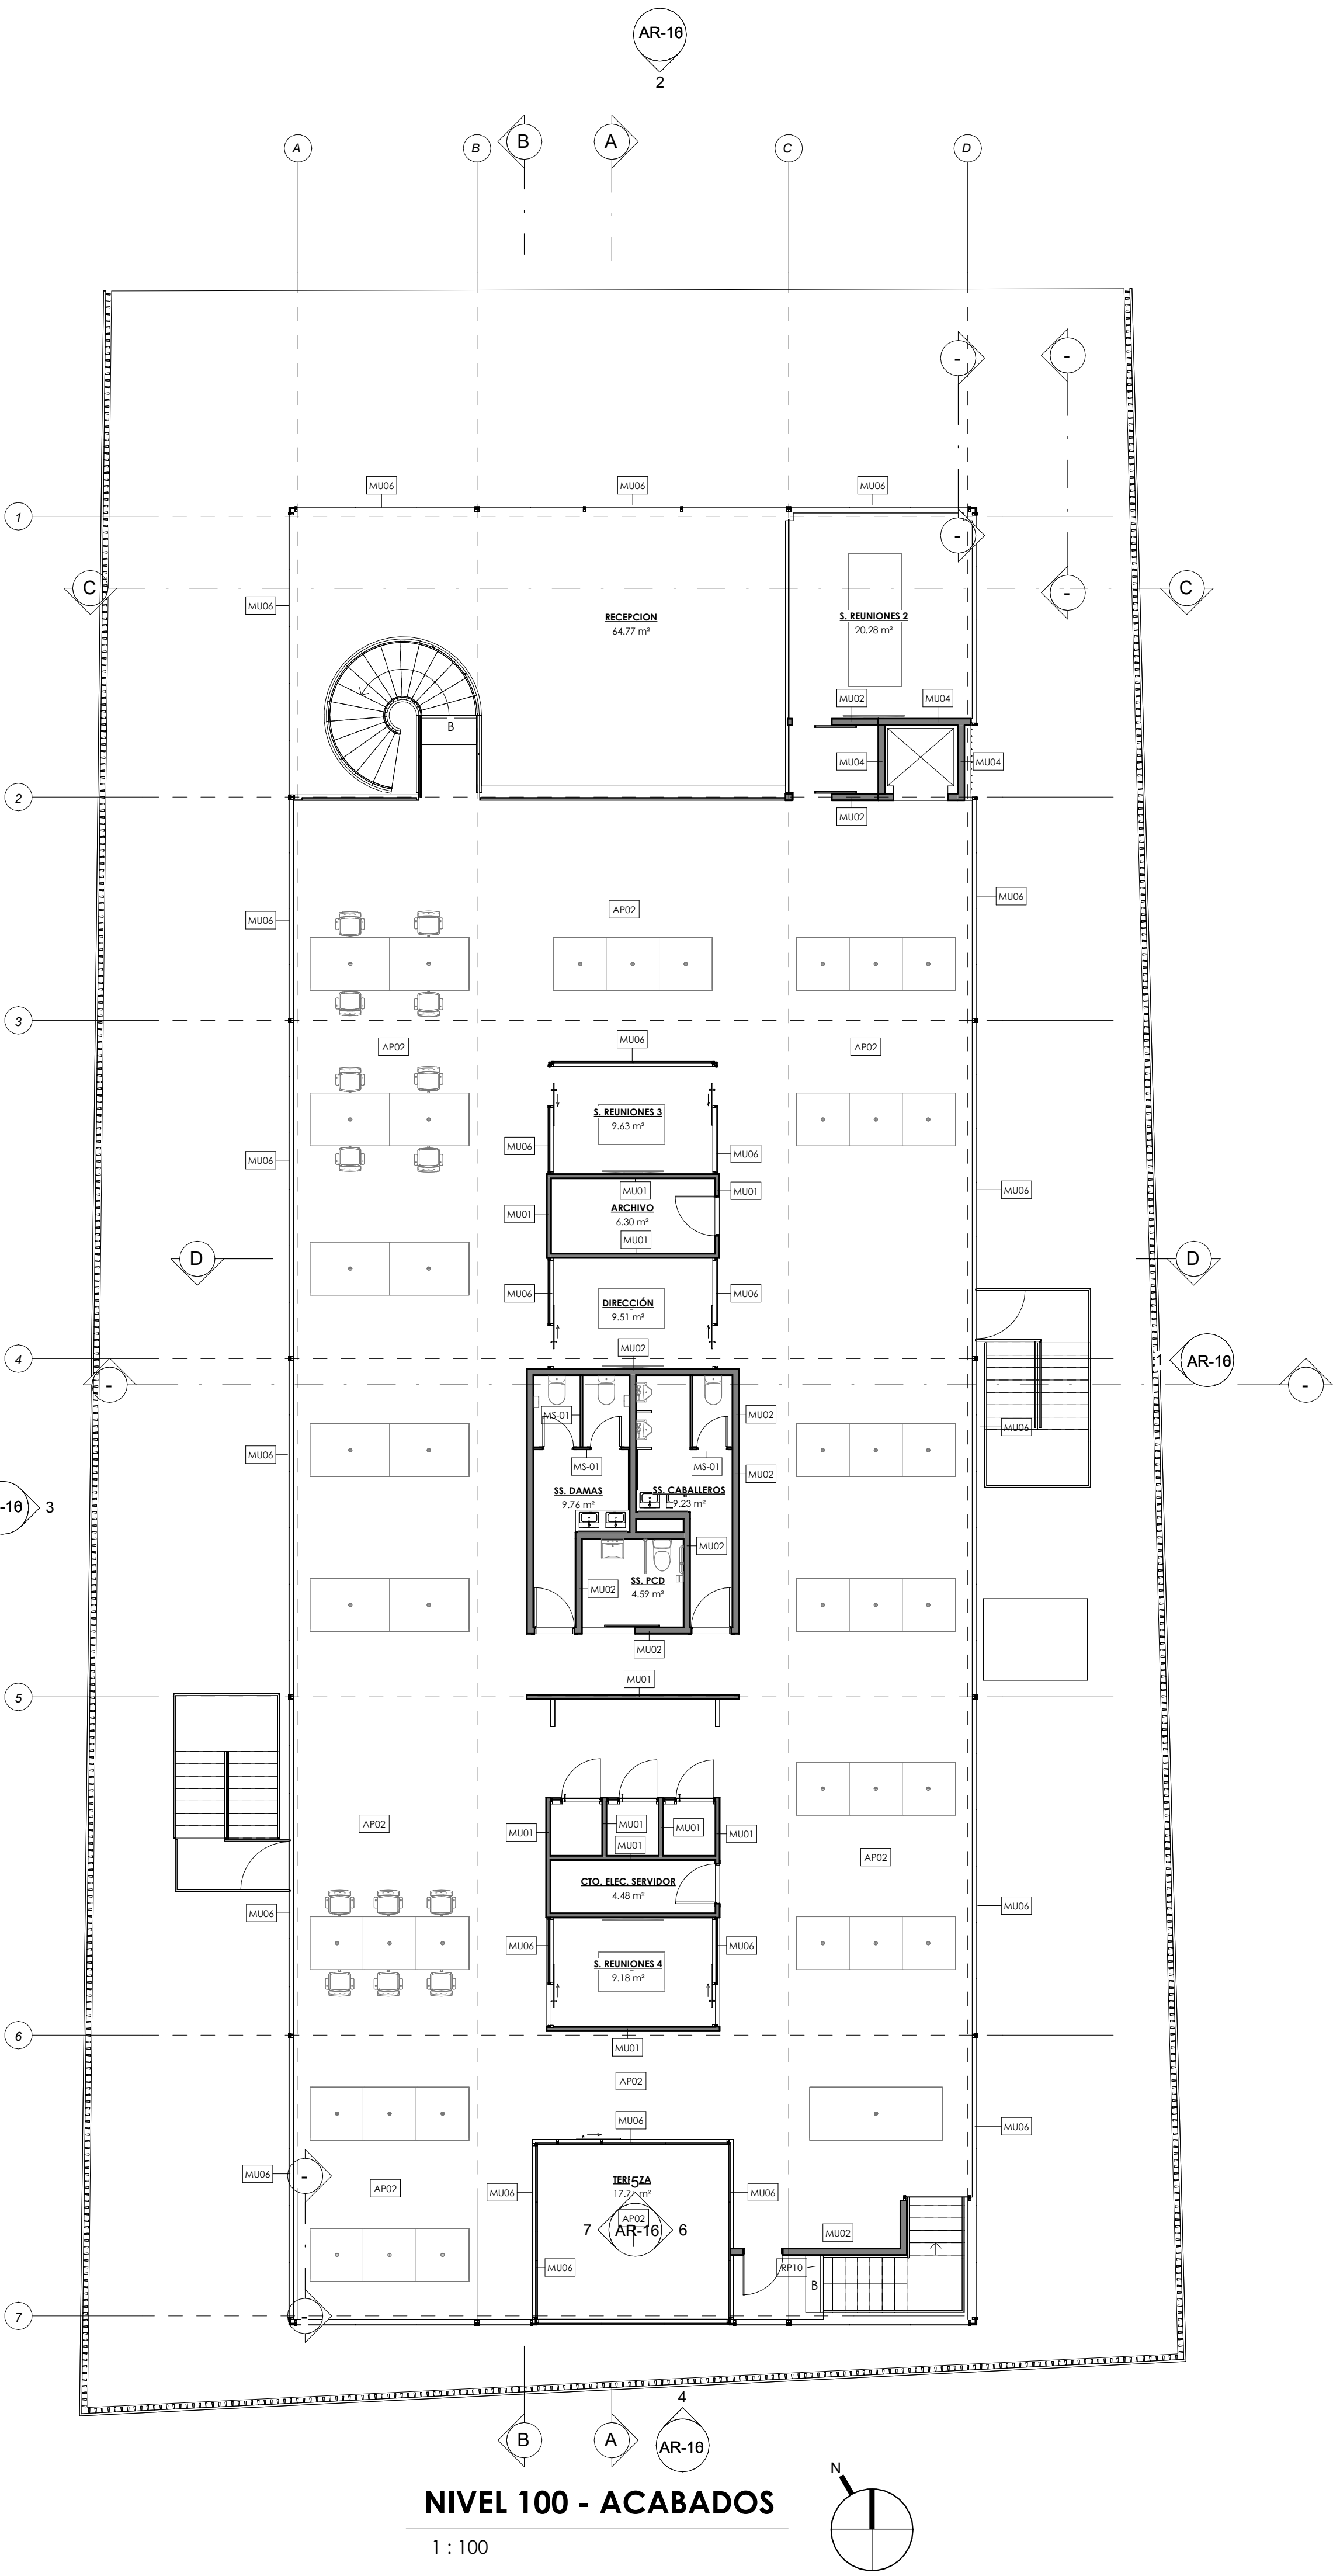 AR-16
2
B
A
A
B
C
D
-
-
MU06
MU06
MU06
1
-
C
C
-
MU06
RECEPCION
64.77 m²
S. REUNIONES 2
20.28 m²
MU02
MU04
B
MU04
MU04
2
MU02
MU06
AP02
MU06
3
MU06
AP02
AP02
S. REUNIONES 3
9.63 m²
MU06
MU06
MU06
MU01
MU01
MU06
ARCHIVO
6.30 m²
MU01
MU01
D
D
MU06
MU06
DIRECCIÓN
9.51 m²
MU02
4
1
AR-16
-
-
MS-01
MU02
MU06
MU06
MS-01
MS-01
MU02
SS. DAMAS
9.76 m²
SS. CABALLEROS
9.23 m²
-16
3
MU02
SS. PCD
4.59 m²
MU02
MU02
MU01
5
AP02
MU01
MU01
MU01
MU01
MU01
AP02
CTO. ELEC. SERVIDOR
4.48 m²
MU06
MU06
MU06
MU06
S. REUNIONES 4
9.18 m²
6
MU01
AP02
MU06
MU06
MU06
-
AP02
MU06
5
MU06
AP02
7
AR-16
6
MU02
MU06
RP10
B
7
-
4
B
A
AR-16
N
NIVEL 100 - ACABADOS
1 : 100